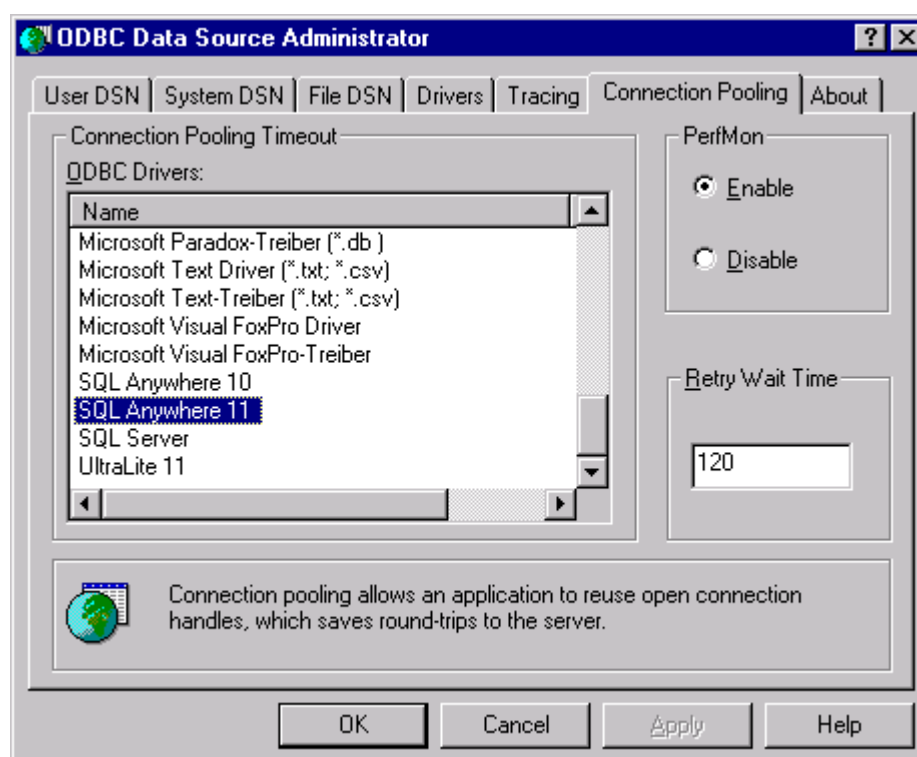 ODBC Data Source Administrator
User DSN System DSN File DSN Drivers Tracing Connection Pooling About
Connection Pooling Timeout
ODBC Drivers:
Name
Microsoft Paradox-Treiber (*.db )
Microsoft Text Driver (*.txt; *.csv)
Microsoft Text-Treiber (*.txt; *.csv)
Microsoft Visual FoxPro Driver
Microsoft Visual FoxPro-Treiber
SQL Anywhere 10
SQL Anywhere 11
SQL Server
UltraLite 11
PerfMon
Enable
Disable
Retry Wait Time
120
Connection pooling allows an application to reuse open connection
handles, which saves round-trips to the server.
OK Cancel Apply Help